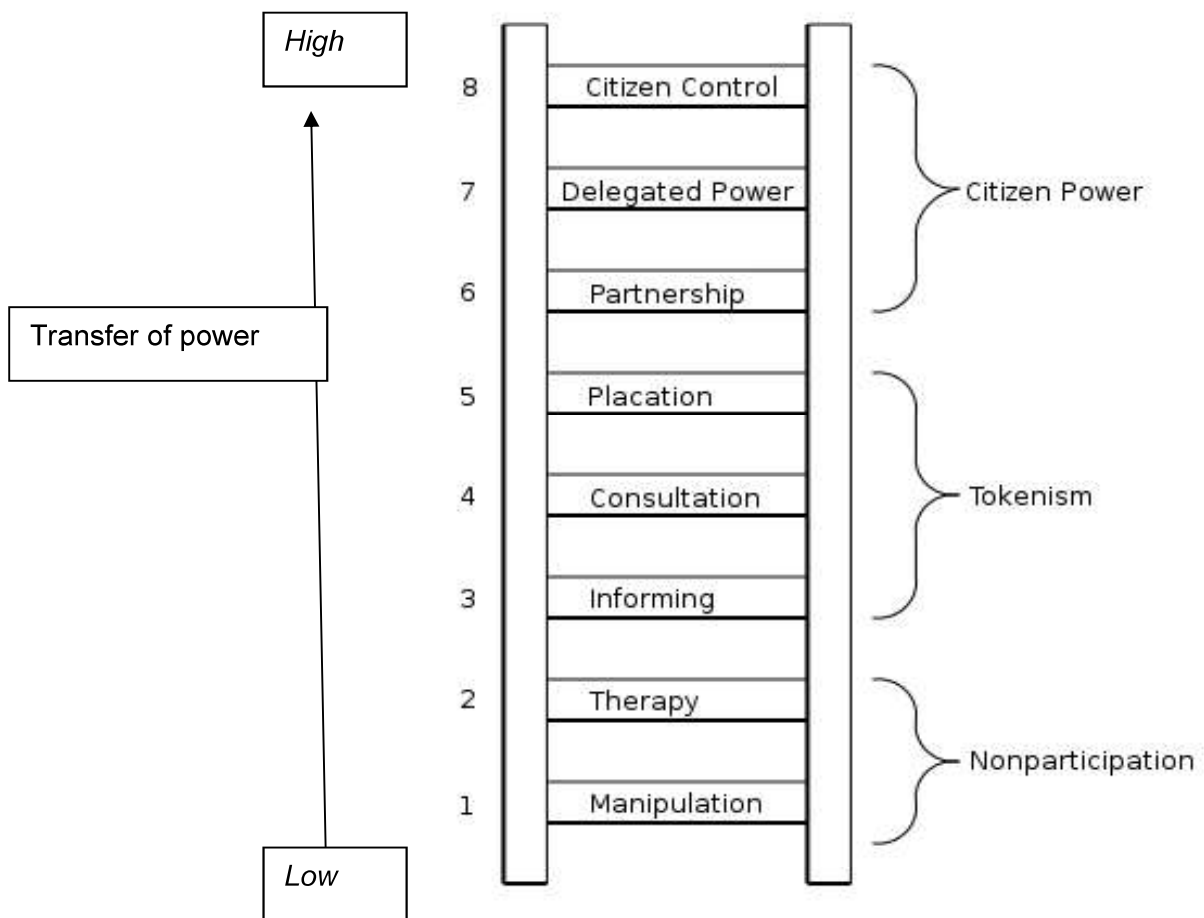 High
8
Citizen Control
7
Delegated Power
Citizen Power
6
Partnership
Transfer of power
5
Placation
4
Consultation
Tokenism
3
Informing
2
Therapy
Nonparticipation
1
Manipulation
Low